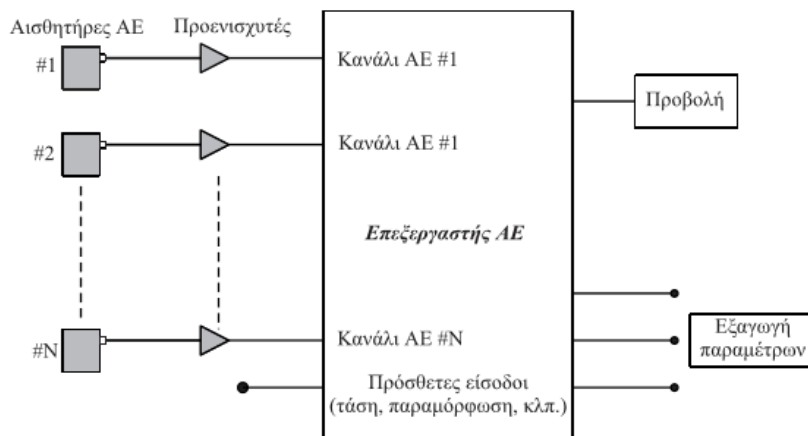 Αισθητήρες ΑΕ
Προενισχυτές
#1
Κανάλι ΑΕ #1
Προβολή
#2
Κανάλι ΑΕ #1
Επεξεργαστής ΑΕ
#N
Κανάλι ΑΕ #N
Εξαγωγή
παραμέτρων
Πρόσθετες είσοδοι
(τάση, παραμόρφωση, κλπ.)